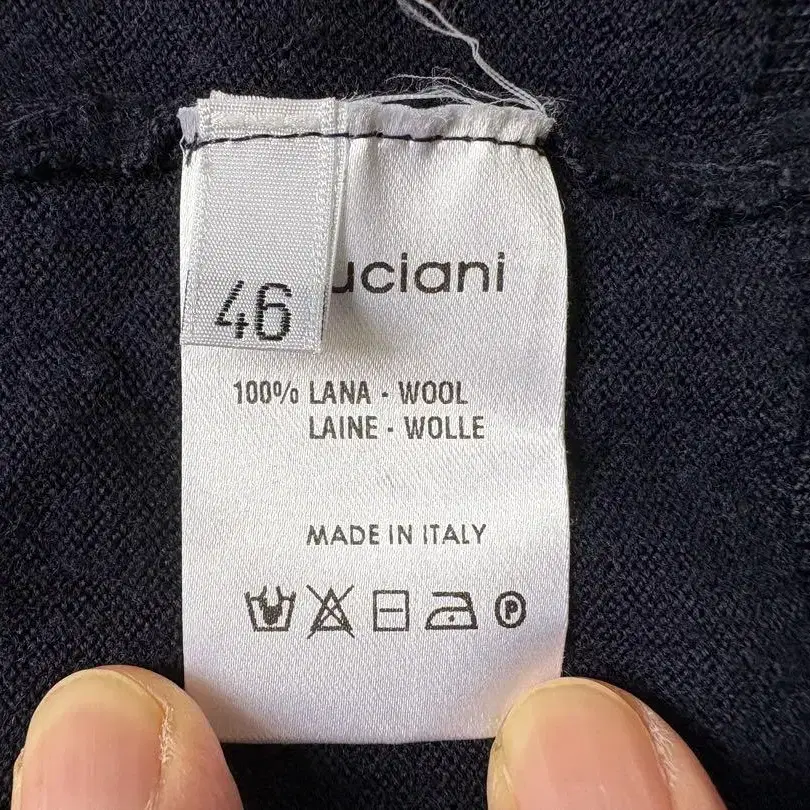 uciani
46
100% LANA - WOOL
LAINE - WOLLE
MADE IN ITALY
P